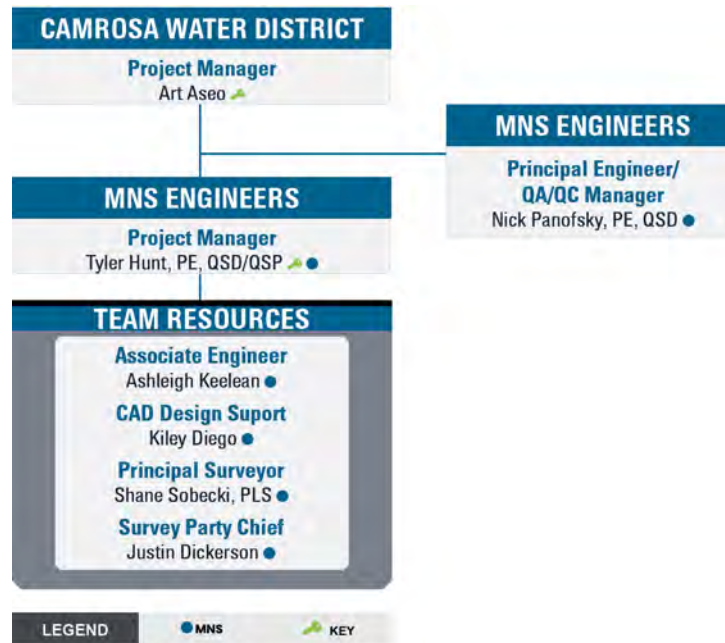 CAMROSA WATER DISTRICT
Project Manager
Art Aseo
MNS ENGINEERS
Principal Engineer/
QA/QC Manager
Nick Panofsky, PE, QSD
MNS ENGINEERS
Project Manager
Tyler Hunt, PE, QSD/QSP
TEAM RESOURCES
Associate Engineer
Ashleigh Keelean
CAD Design Suport
Kiley Diego
Principal Surveyor
Shane Sobecki, PLS
Survey Party Chief
Justin Dickerson
LEGEND MNS KEY